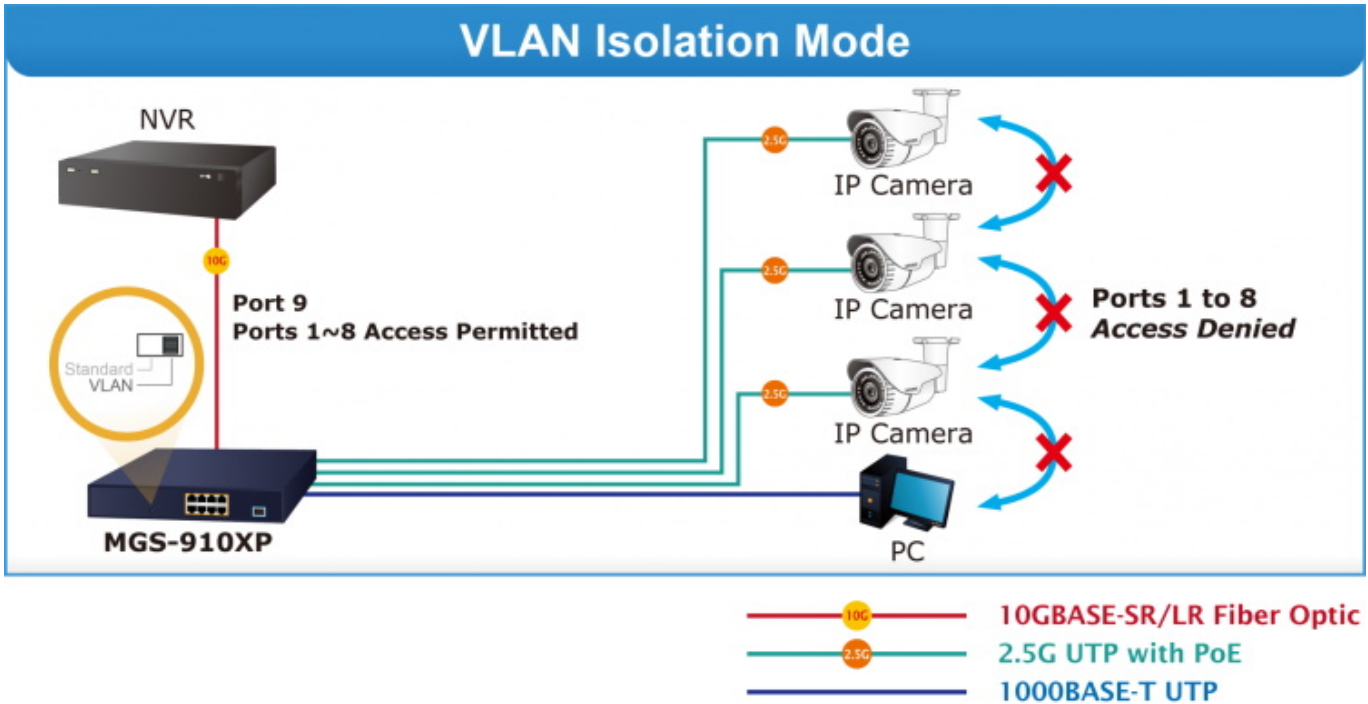 VLAN Isolation Mode
NVR
10G
Port 9
Ports 1~8 Access Permitted
Standard
VLAN
MGS-910XP
2.5G
IP Camera
2.5G
IP Camera
2.5G
IP Camera
PC
Ports 1 to 8
Access Denied
10G 10GBASE-SR/LR Fiber Optic
2.5G 2.5G UTP with PoE
1000BASE-T UTP